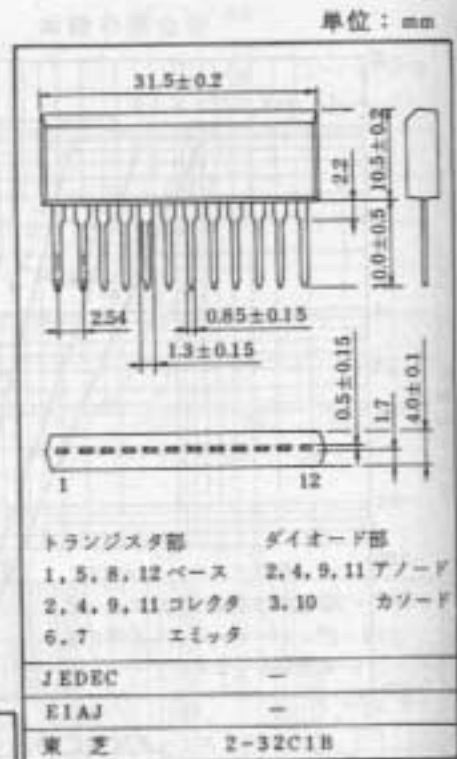 単位：mm
31.5±0.2
2.2
10.5±0.2
10.0±0.5
2.54
0.85±0.15
1.3±0.15
0.5±0.15
1.7
4.0±0.1
1 12
トランジスタ部 ダイオード部
1, 5, 8, 12 ベース 2, 4, 9, 11 アノード
2, 4, 9, 11 コレクタ 3, 10 カソード
6, 7 エミッタ
JEDEC —
EIAJ —
東芝 2-32C1B